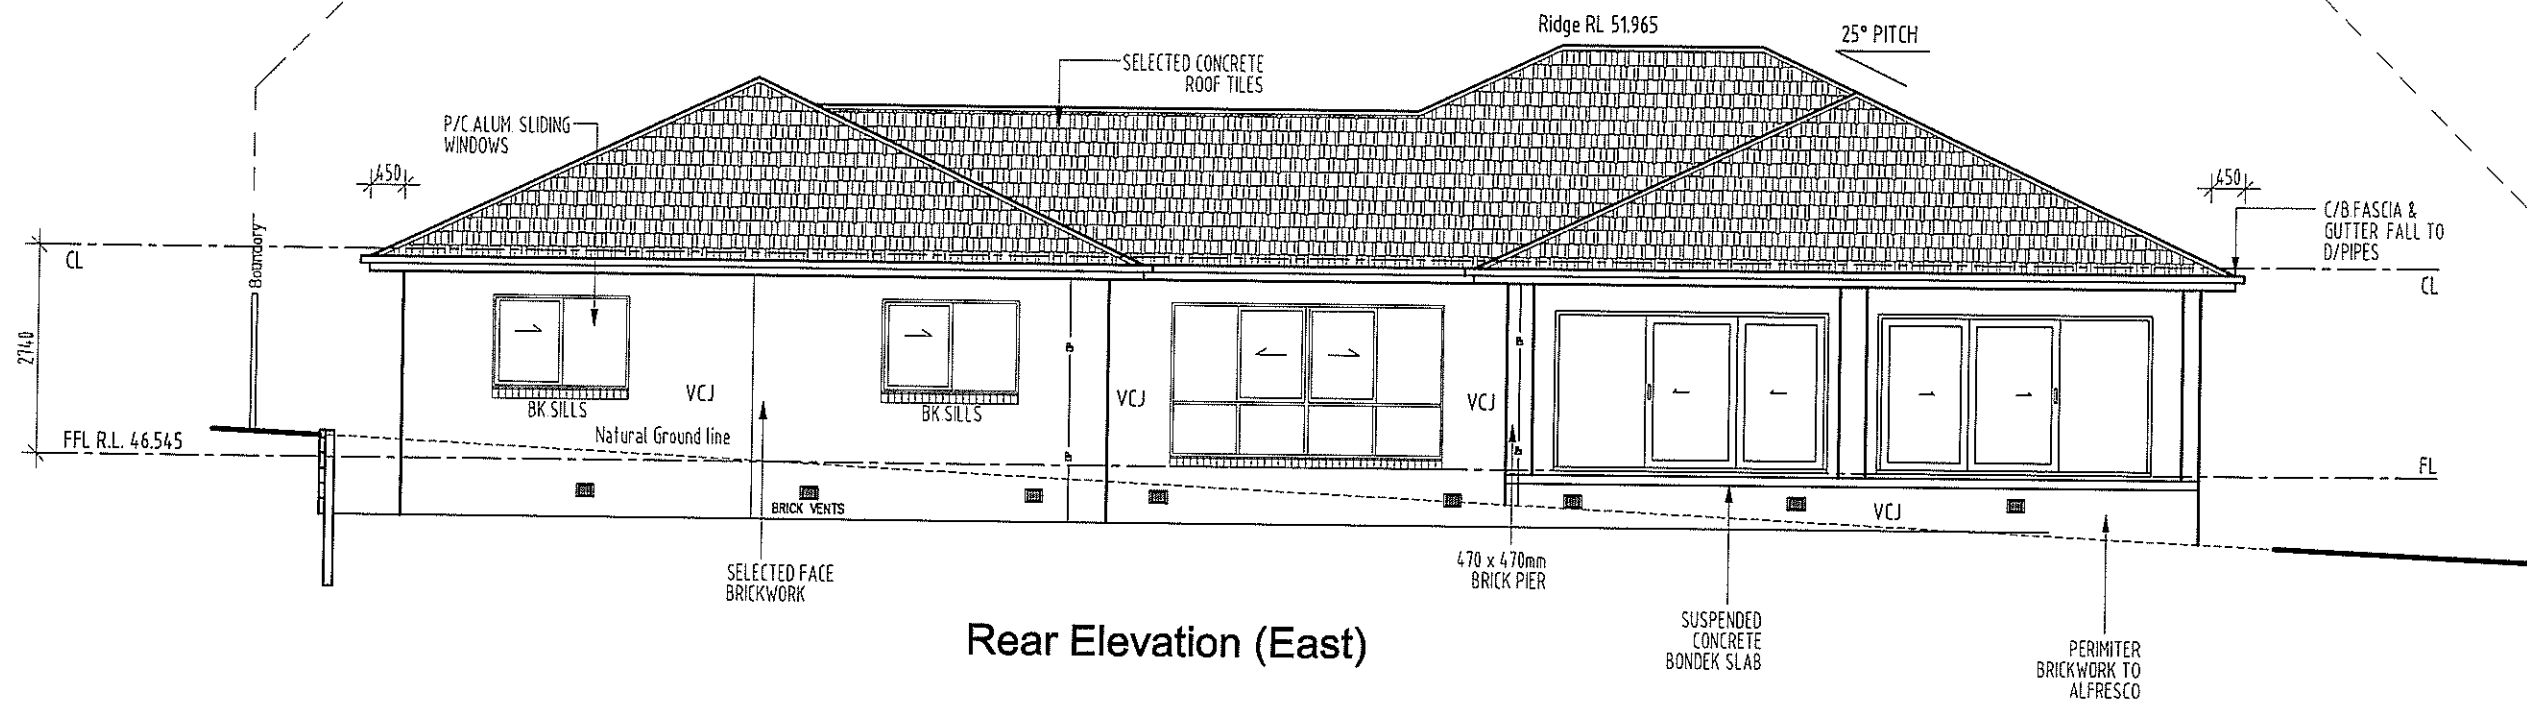 Ridge RL 51.965
25° PITCH
SELECTED CONCRETE
ROOF TILES
P/C ALUM. SLIDING
WINDOWS
450
450
C/B FASCIA &
GUTTER FALL TO
D/PIPES
Boundary
CL
CL
2740
VCJ
VCJ
VCJ
BK.SILLS
BK.SILLS
Natural Ground line
FFL R.L. 46.545
FL
BRICK VENTS
VCJ
470 x 470mm
BRICK PIER
SELECTED FACE
BRICKWORK
SUSPENDED
CONCRETE
BONDEK SLAB
PERIMITER
BRICKWORK TO
ALFRESCO
Rear Elevation (East)